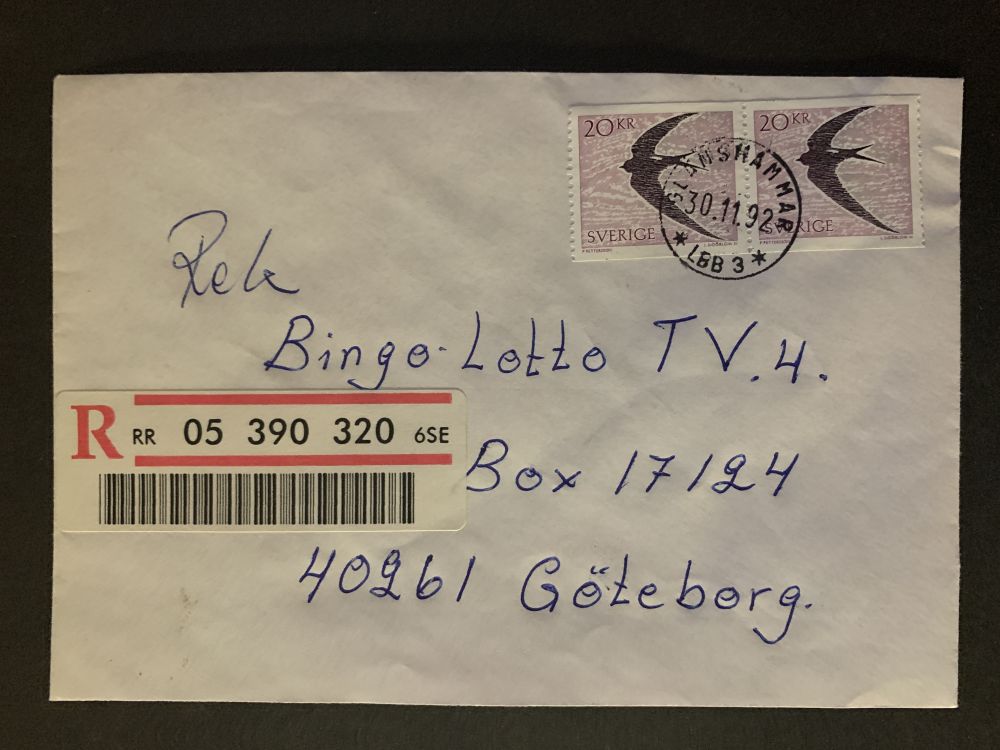 20 KR
SVERIGE
20 KR
SVERIGE
GLANSHAMMAR
30.11.92
* LBB 3 *
Rek
Bingo-Lotto TV.4.
R RR 05 390 320 6SE
Box 17124
40261 Göteborg.